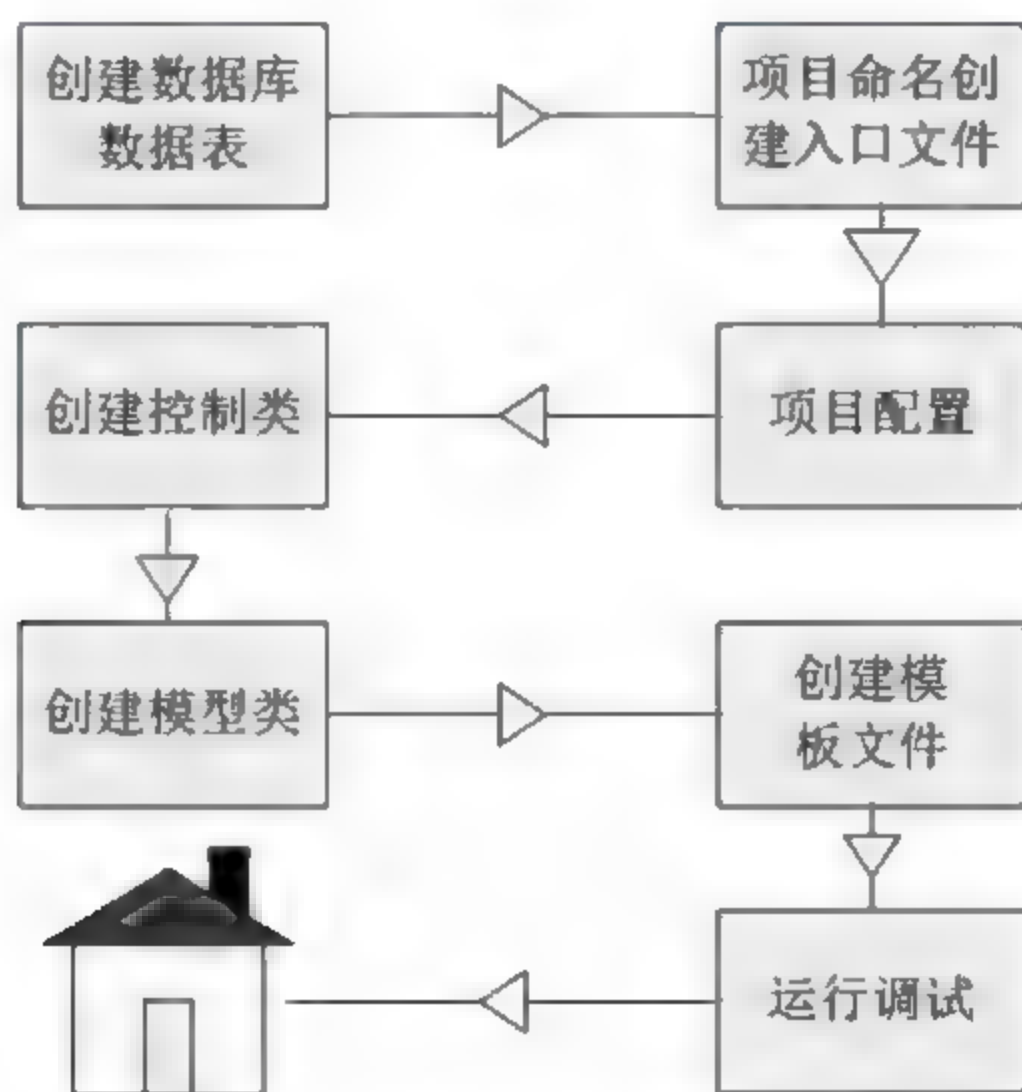 创建数据库
数据表
项目命名创
建入口文件
项目配置
创建控制类
创建模型类
创建模
板文件
运行调试